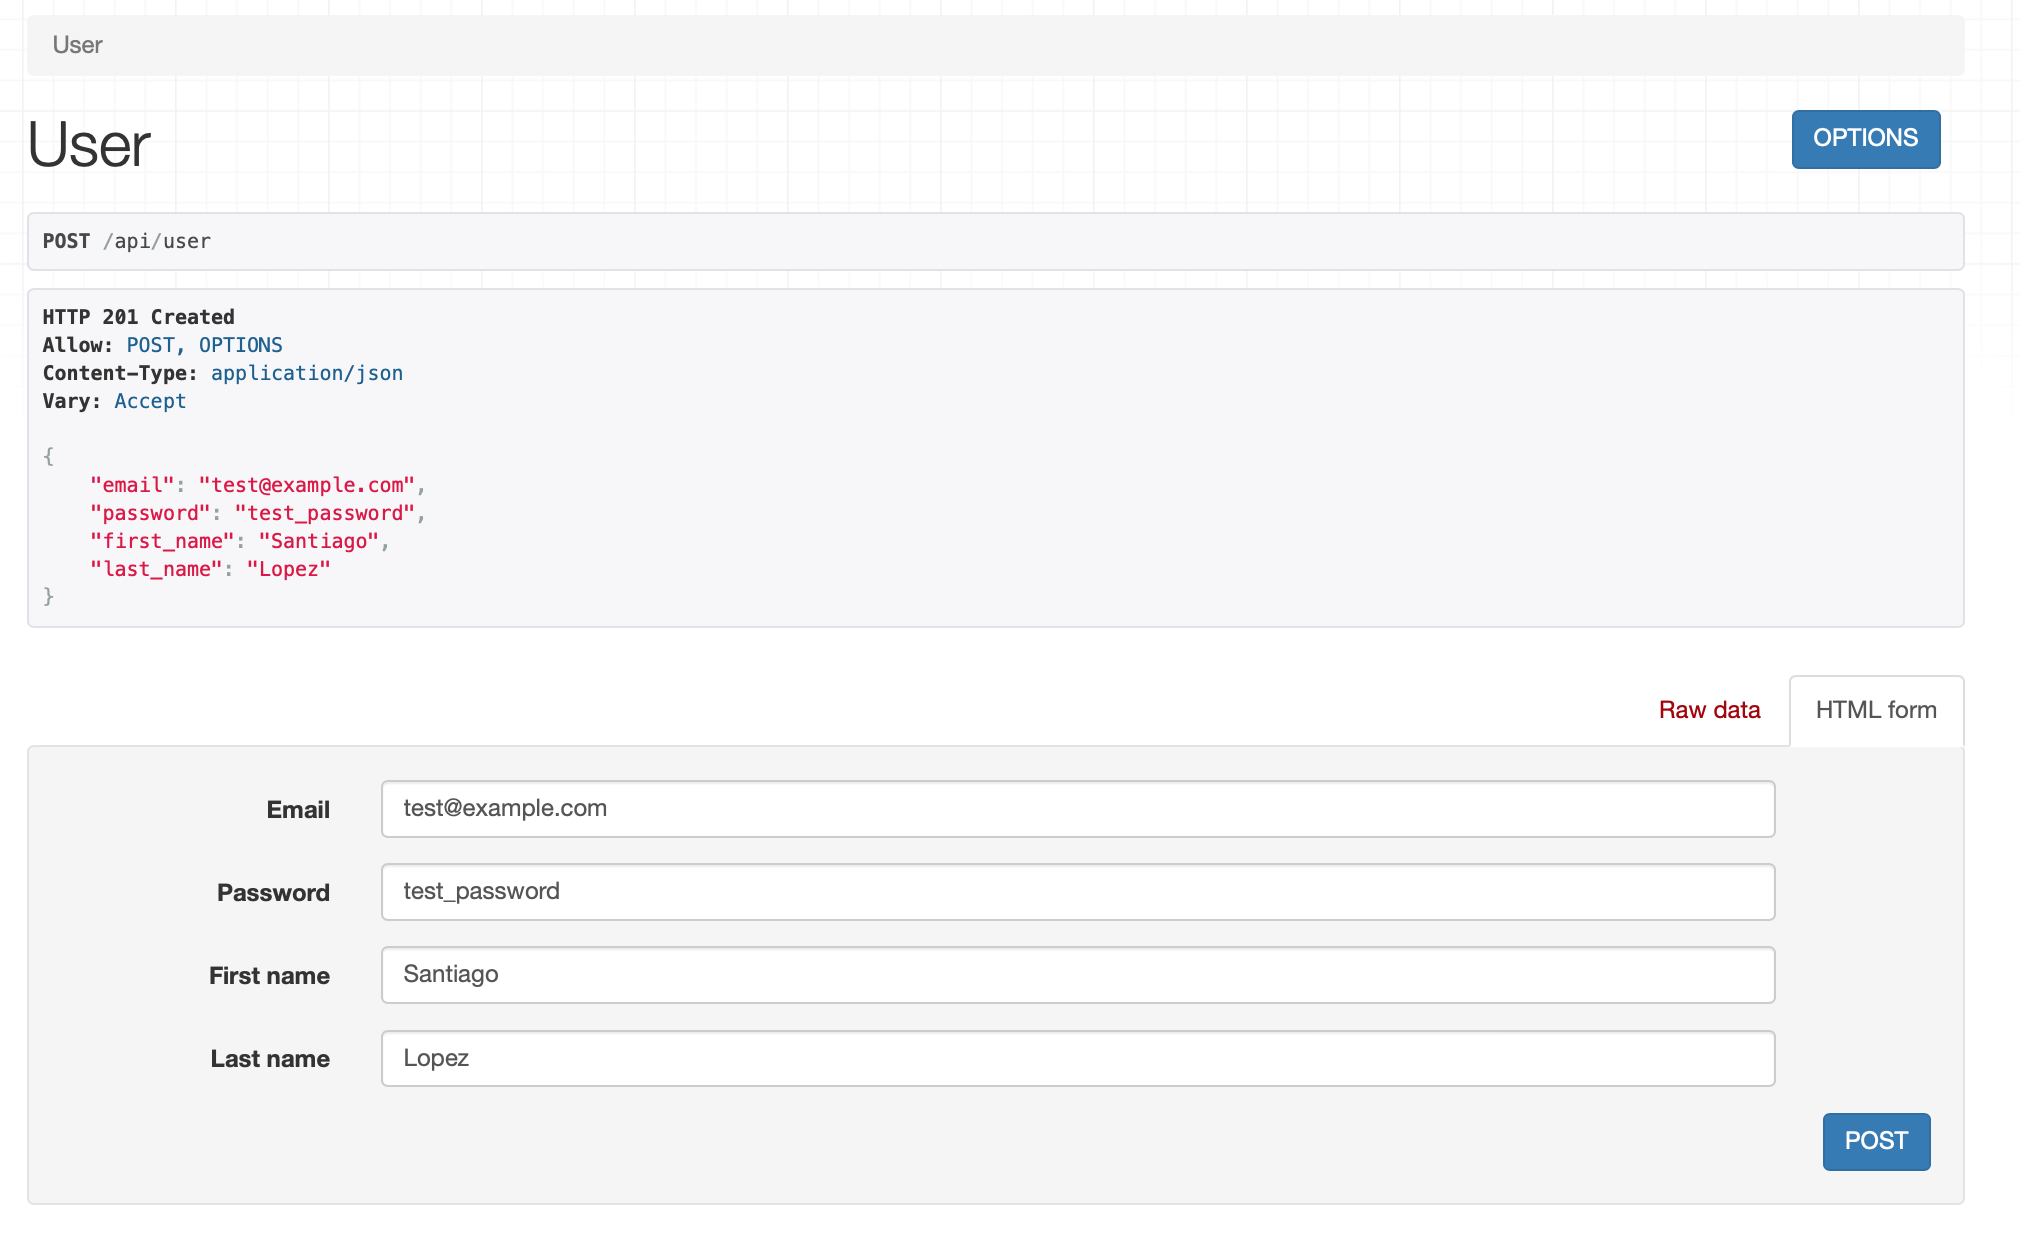 User
User
OPTIONS
POST /api/user
HTTP 201 Created
Allow: POST, OPTIONS
Content-Type: application/json
Vary: Accept
{
    "email": "test@example.com",
    "password": "test_password",
    "first_name": "Santiago",
    "last_name": "Lopez"
}
Raw data
HTML form
Email
test@example.com
Password
test_password
First name
Santiago
Last name
Lopez
POST